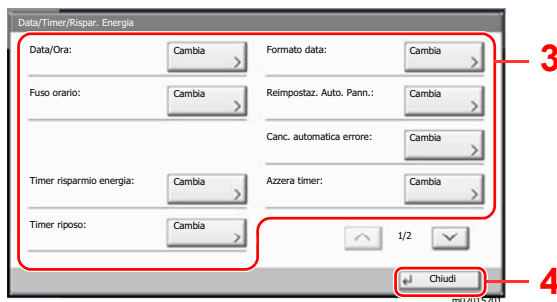 Data/Timer/Rispar. Energia
Data/Ora: Cambia Formato data: Cambia
3
Fuso orario: Cambia Reimpostaz. Auto. Pann.: Cambia
Canc. automatica errore: Cambia
Timer risparmio energia: Cambia Azzera timer: Cambia
Timer riposo: Cambia
1/2
Chiudi
4
m02015701